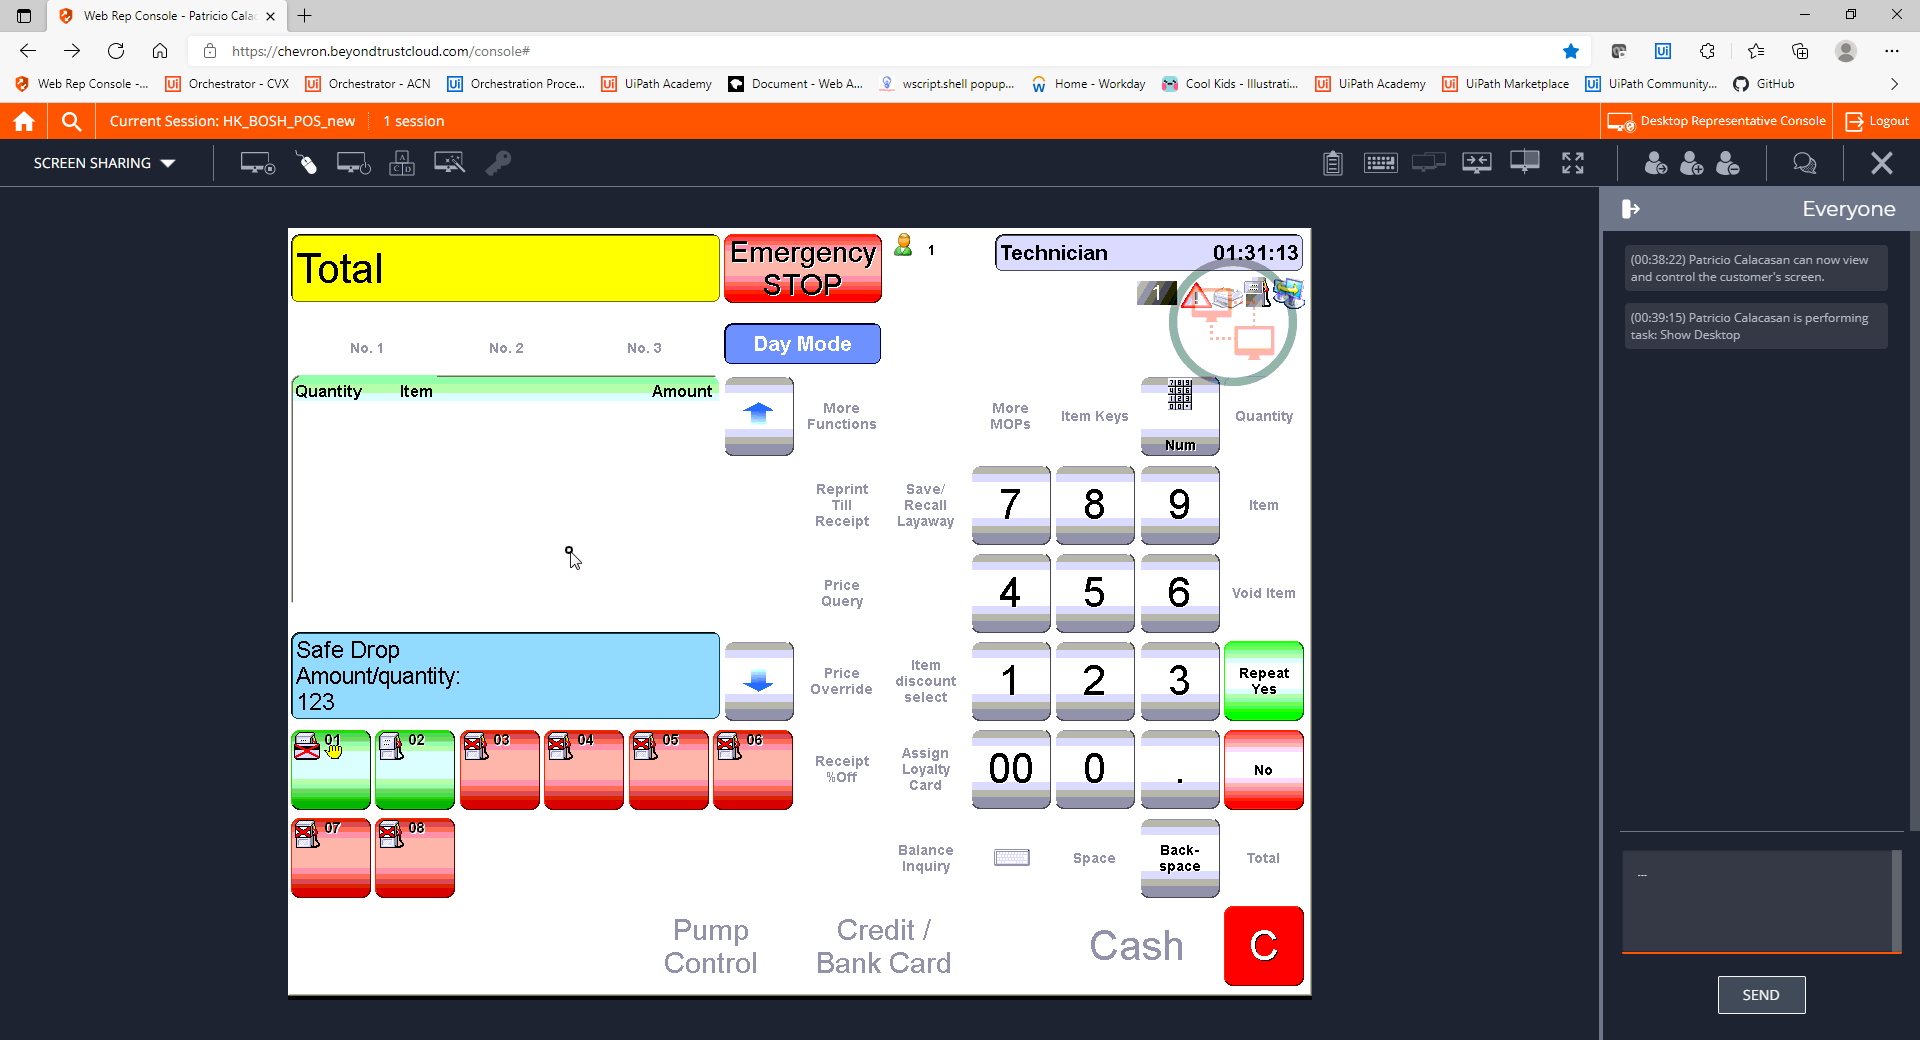 Web Rep Console - Patricio Cala
https://chevron.beyondtrustcloud.com/console#
Web Rep Console -...
Orchestrator - CVX
Orchestrator - ACN
Orchestration Proce...
UiPath Academy
Document - Web A...
wscript.shell popup...
Home - Workday
Cool Kids - Illustrati...
UiPath Academy
UiPath Marketplace
UiPath Community...
GitHub
Current Session: HK_BOSH_POS_new
1 session
Desktop Representative Console
Logout
SCREEN SHARING
Everyone
(00:38:22) Patricio Calacasan can now view
and control the customer's screen.
(00:39:15) Patricio Calacasan is performing
task: Show Desktop
SEND
Total
Emergency
STOP
1
Technician 01:31:13
1
No. 1
No. 2
No. 3
Day Mode
Quantity Item Amount
More
Functions
More
MOPs
Item Keys
Num
Quantity
Reprint
Till
Receipt
Save/
Recall
Layaway
7
8
9
Item
Price
Query
4
5
6
Void Item
Safe Drop
Amount/quantity:
123
Price
Override
Item
discount
select
1
2
3
Repeat
Yes
01
02
03
04
05
06
Receipt
%Off
Assign
Loyalty
Card
00
0
.
No
07
08
Balance
Inquiry
Space
Back-
space
Total
Pump
Control
Credit /
Bank Card
Cash
C